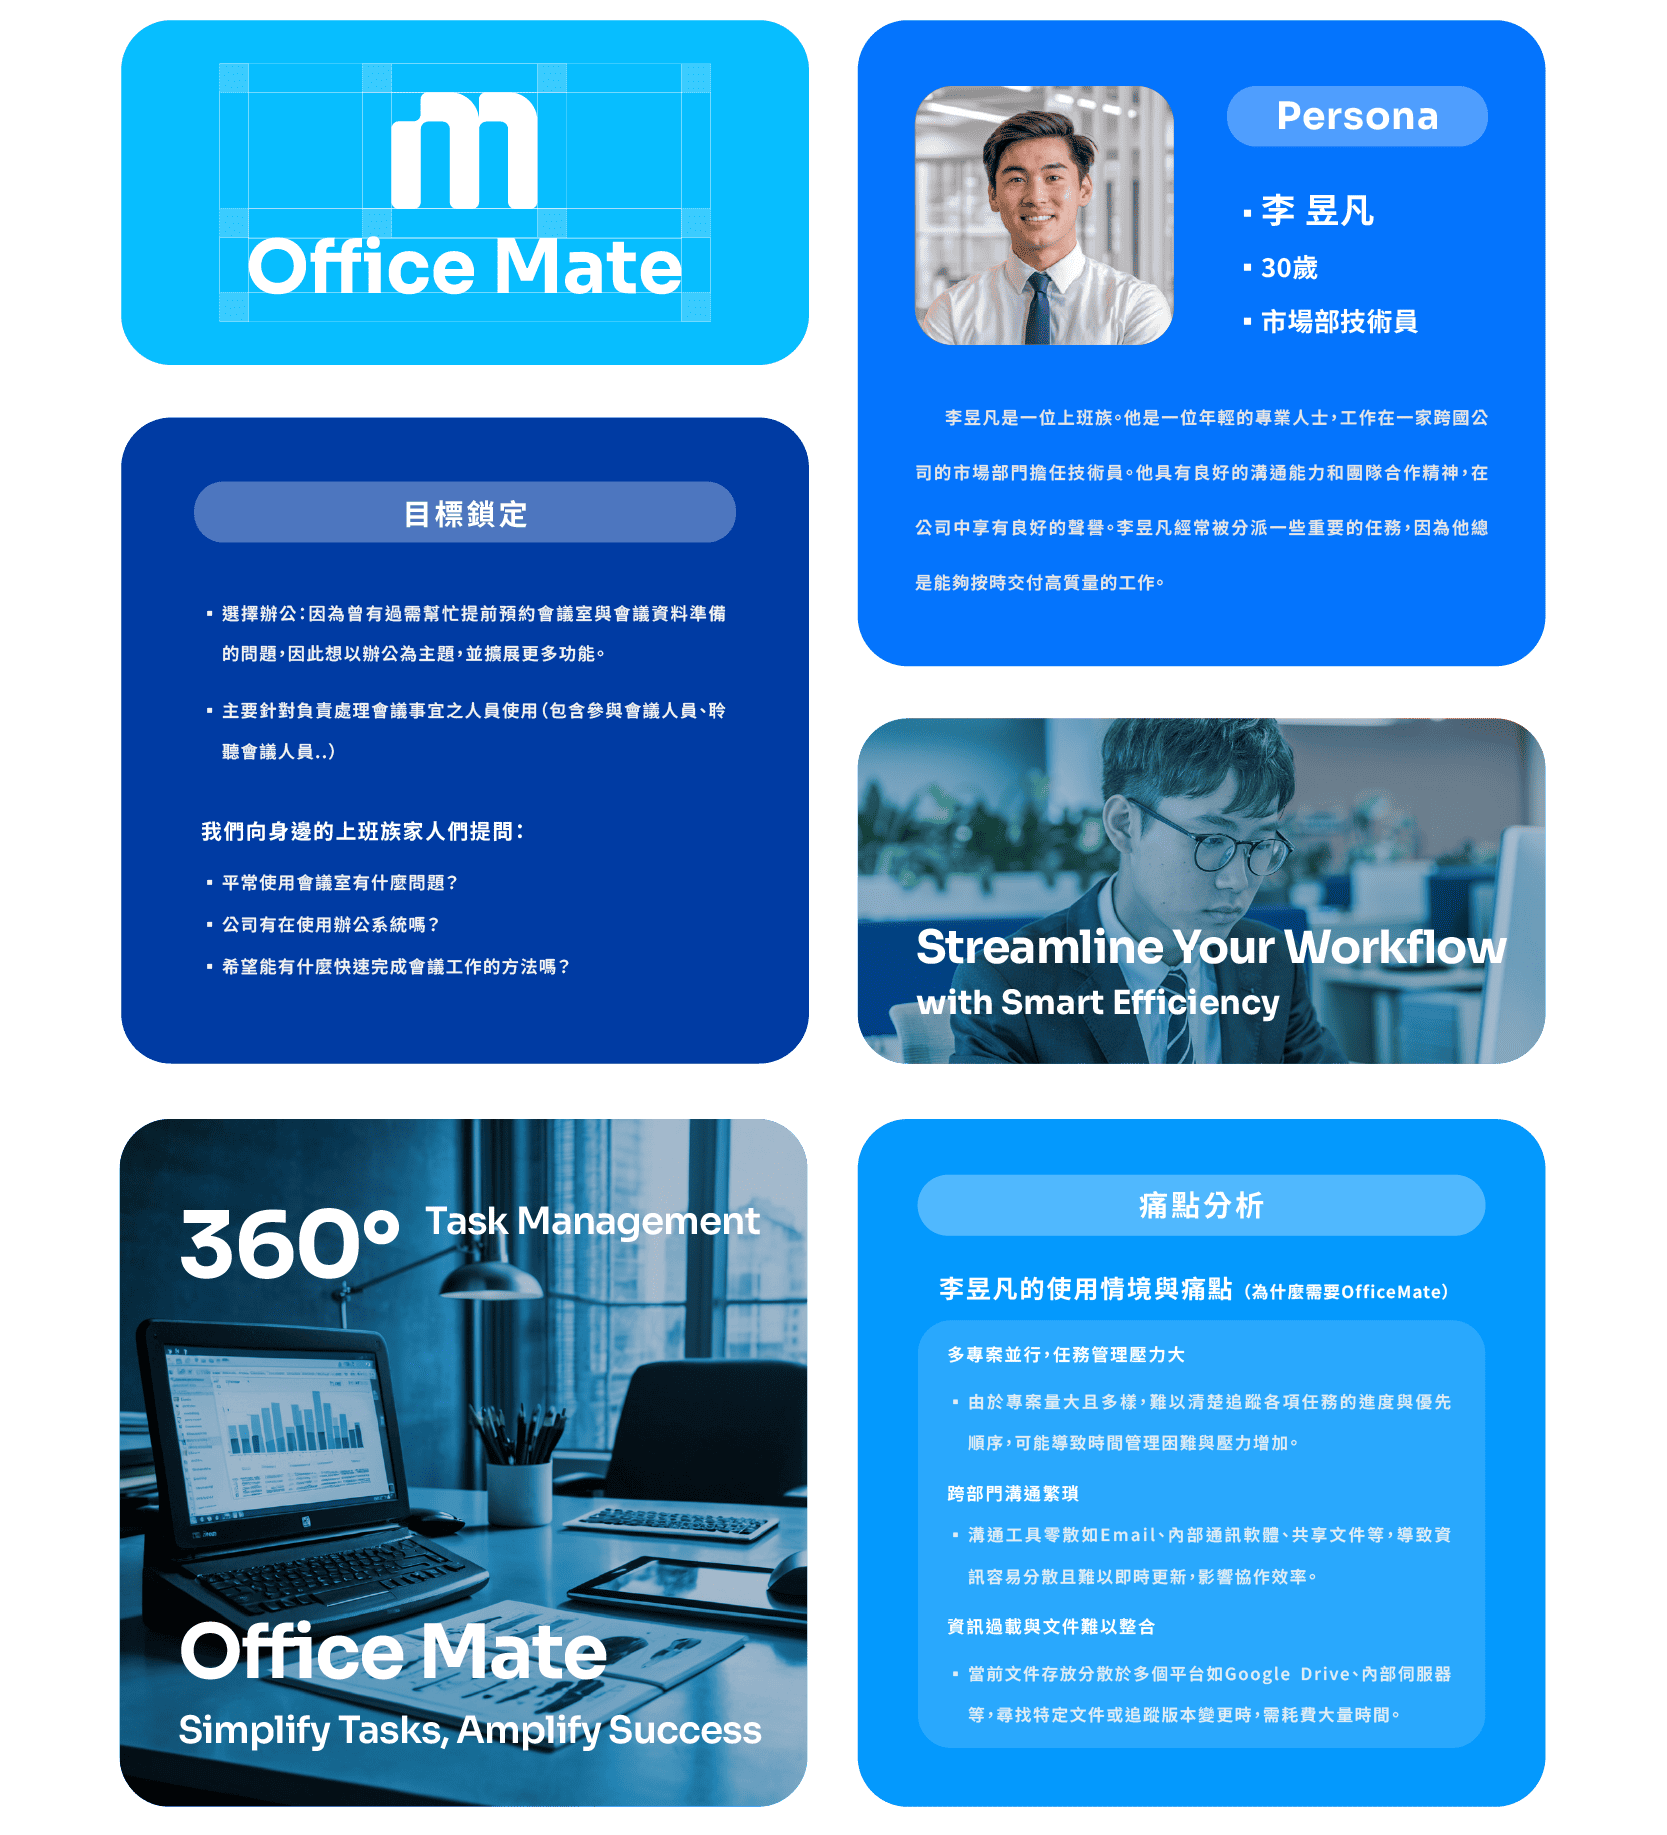 Office Mate
Persona
▪ 李 昱凡
▪ 30歲
▪ 市場部技術員
李昱凡是一位上班族。他是一位年輕的專業人士，工作在一家跨國公
司的市場部門擔任技術員。他具有良好的溝通能力和團隊合作精神，在
公司中享有良好的聲譽。李昱凡經常被分派一些重要的任務，因為他總
是能夠按時交付高質量的工作。
目標鎖定
▪ 選擇辦公：因為曾有過需幫忙提前預約會議室與會議資料準備
的問題，因此想以辦公為主題，並擴展更多功能。
▪ 主要針對負責處理會議事宜之人員使用（包含參與會議人員、聆
聽會議人員..）
我們向身邊的上班族家人們提問：
▪ 平常使用會議室有什麼問題？
▪ 公司有在使用辦公系統嗎？
▪ 希望能有什麼快速完成會議工作的方法嗎？
Streamline Your Workflow
with Smart Efficiency
360° Task Management
Office Mate
Simplify Tasks, Amplify Success
痛點分析
李昱凡的使用情境與痛點（為什麼需要OfficeMate）
多專案並行，任務管理壓力大
▪ 由於專案量大且多樣，難以清楚追蹤各項任務的進度與優先
順序，可能導致時間管理困難與壓力增加。
跨部門溝通繁瑣
▪ 溝通工具零散如Email、內部通訊軟體、共享文件等，導致資
訊容易分散且難以即時更新，影響協作效率。
資訊過載與文件難以整合
▪ 當前文件存放分散於多個平台如Google Drive、內部伺服器
等，尋找特定文件或追蹤版本變更時，需耗費大量時間。